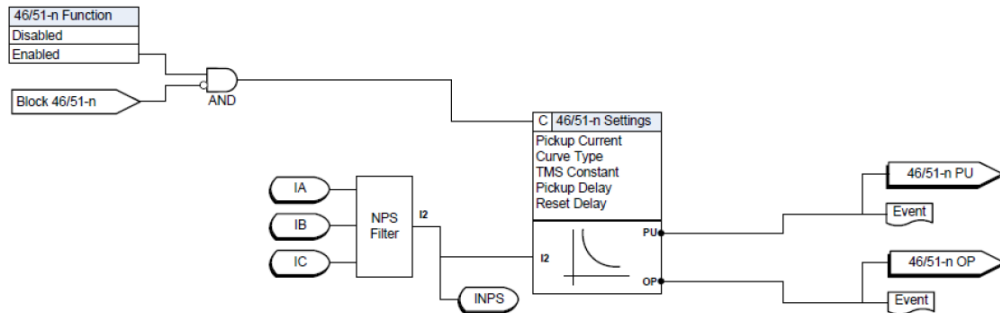 46/51-n Function
Disabled
Enabled
Block 46/51-n
AND
C 46/51-n Settings
Pickup Current
Curve Type
TMS Constant
Pickup Delay
Reset Delay
IA
IB
IC
NPS
Filter
I2
INPS
I2
PU
OP
46/51-n PU
Event
46/51-n OP
Event